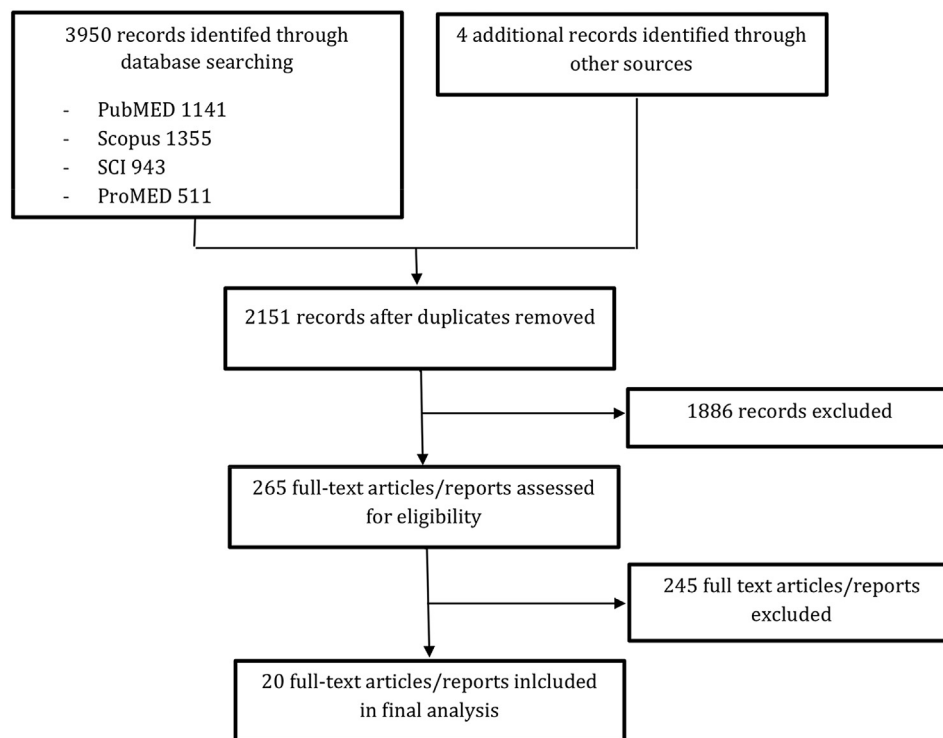 3950 records identifed through
database searching
- PubMED 1141
- Scopus 1355
- SCI 943
- ProMED 511
4 additional records identified through
other sources
2151 records after duplicates removed
1886 records excluded
265 full-text articles/reports assessed
for eligibility
245 full text articles/reports
excluded
20 full-text articles/reports inlcluded
in final analysis